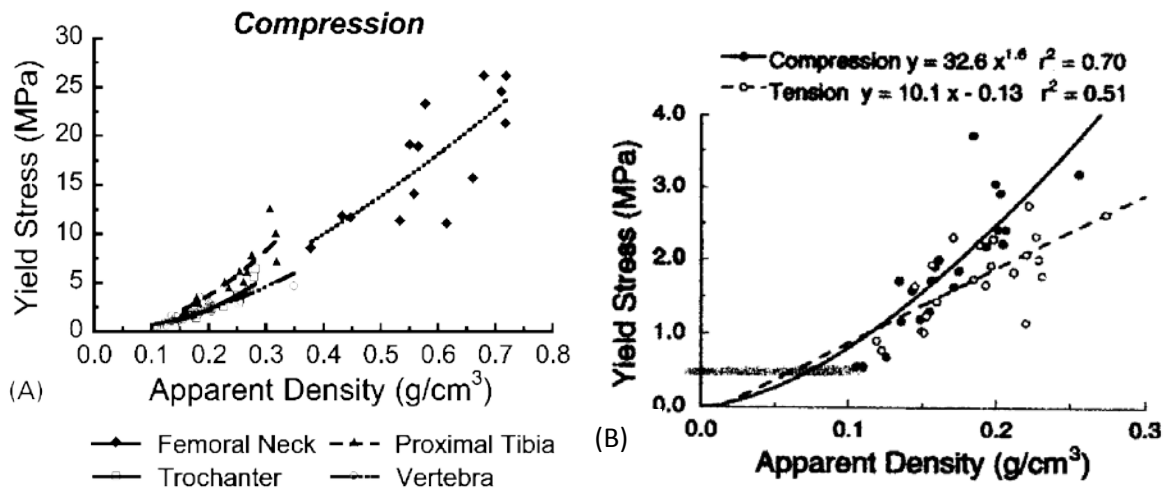 Compression
Yield Stress (MPa)
30
25
20
15
10
5
0
0.0 0.1 0.2 0.3 0.4 0.5 0.6 0.7 0.8
Apparent Density (g/cm³)
(A)
Femoral Neck Proximal Tibia
Trochanter Vertebra
Compression y = 32.6 x^1.6 r² = 0.70
Tension y = 10.1 x - 0.13 r² = 0.51
Yield Stress (MPa)
4.0
3.0
2.0
1.0
0.0
0.0 0.1 0.2 0.3
Apparent Density (g/cm³)
(B)